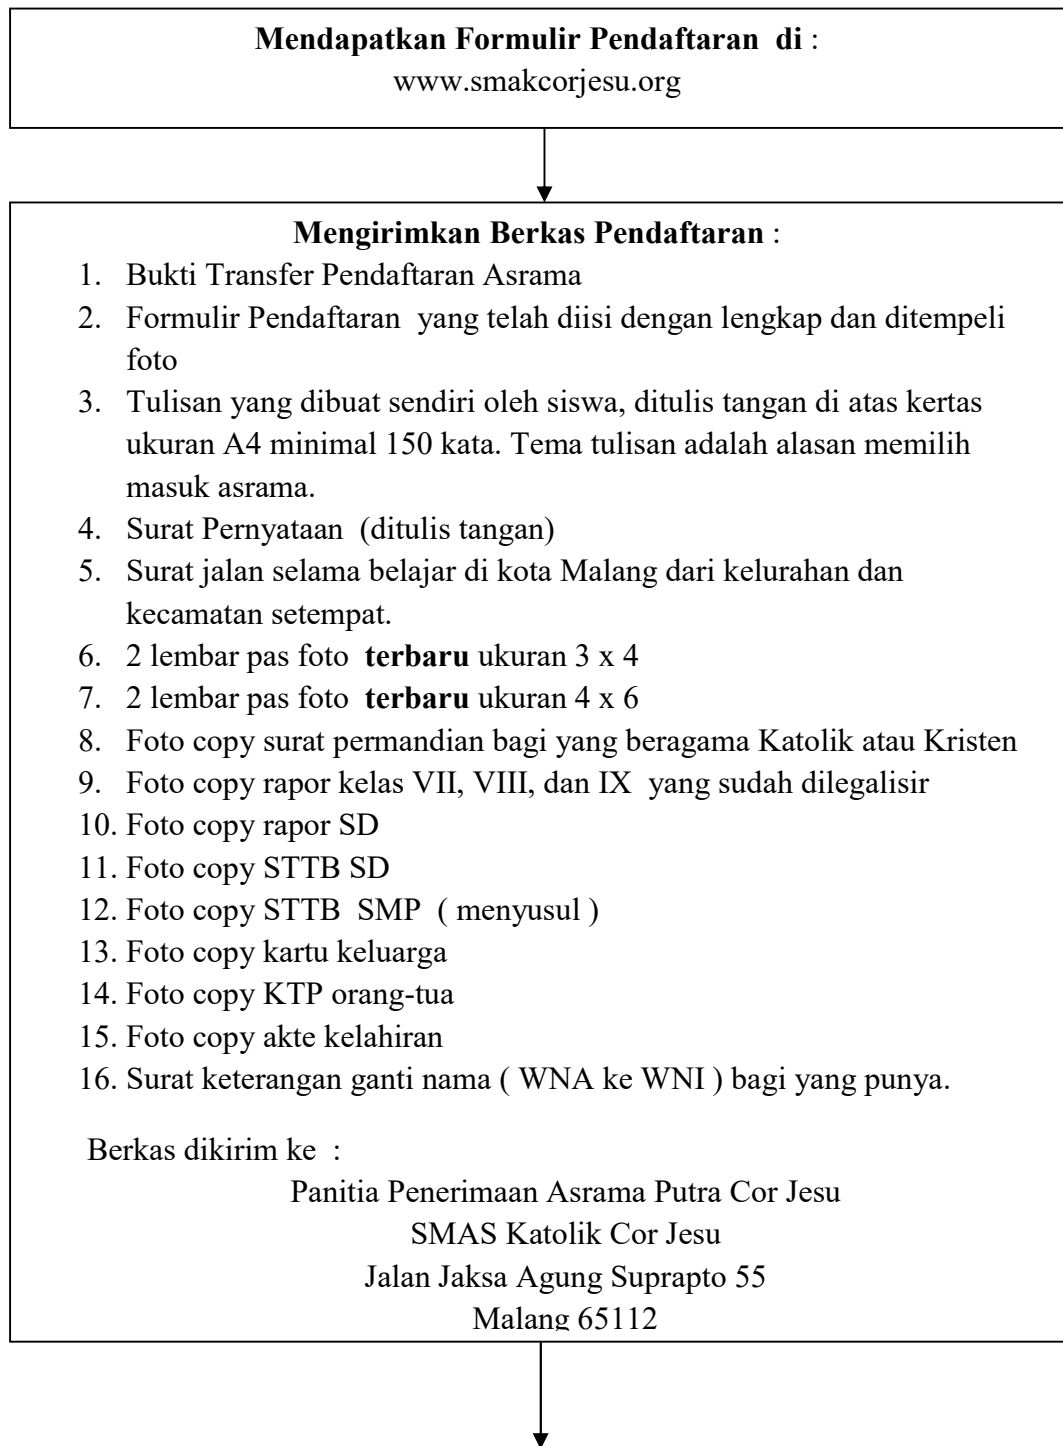 Mendapatkan Formulir Pendaftaran di :
www.smakcorjesu.org
Mengirimkan Berkas Pendaftaran :
1. Bukti Transfer Pendaftaran Asrama
2. Formulir Pendaftaran yang telah diisi dengan lengkap dan ditempeli
foto
3. Tulisan yang dibuat sendiri oleh siswa, ditulis tangan di atas kertas
ukuran A4 minimal 150 kata. Tema tulisan adalah alasan memilih
masuk asrama.
4. Surat Pernyataan (ditulis tangan)
5. Surat jalan selama belajar di kota Malang dari kelurahan dan
kecamatan setempat.
6. 2 lembar pas foto terbaru ukuran 3 x 4
7. 2 lembar pas foto terbaru ukuran 4 x 6
8. Foto copy surat permandian bagi yang beragama Katolik atau Kristen
9. Foto copy rapor kelas VII, VIII, dan IX yang sudah dilegalisir
10. Foto copy rapor SD
11. Foto copy STTB SD
12. Foto copy STTB SMP ( menyusul )
13. Foto copy kartu keluarga
14. Foto copy KTP orang-tua
15. Foto copy akte kelahiran
16. Surat keterangan ganti nama ( WNA ke WNI ) bagi yang punya.
Berkas dikirim ke :
Panitia Penerimaan Asrama Putra Cor Jesu
SMAS Katolik Cor Jesu
Jalan Jaksa Agung Suprapto 55
Malang 65112